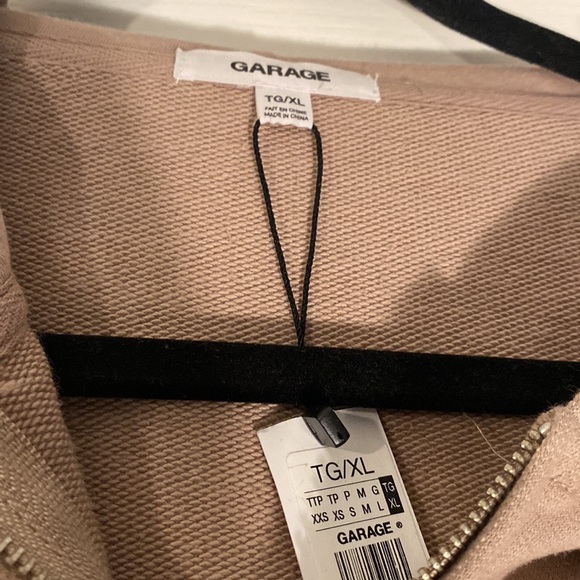 GARAGE
TG/XL
FAIT EN CHINE
MADE IN CHINA
TG/XL
TTP TP P M G TG
XXS XS S M L XL
GARAGE ®